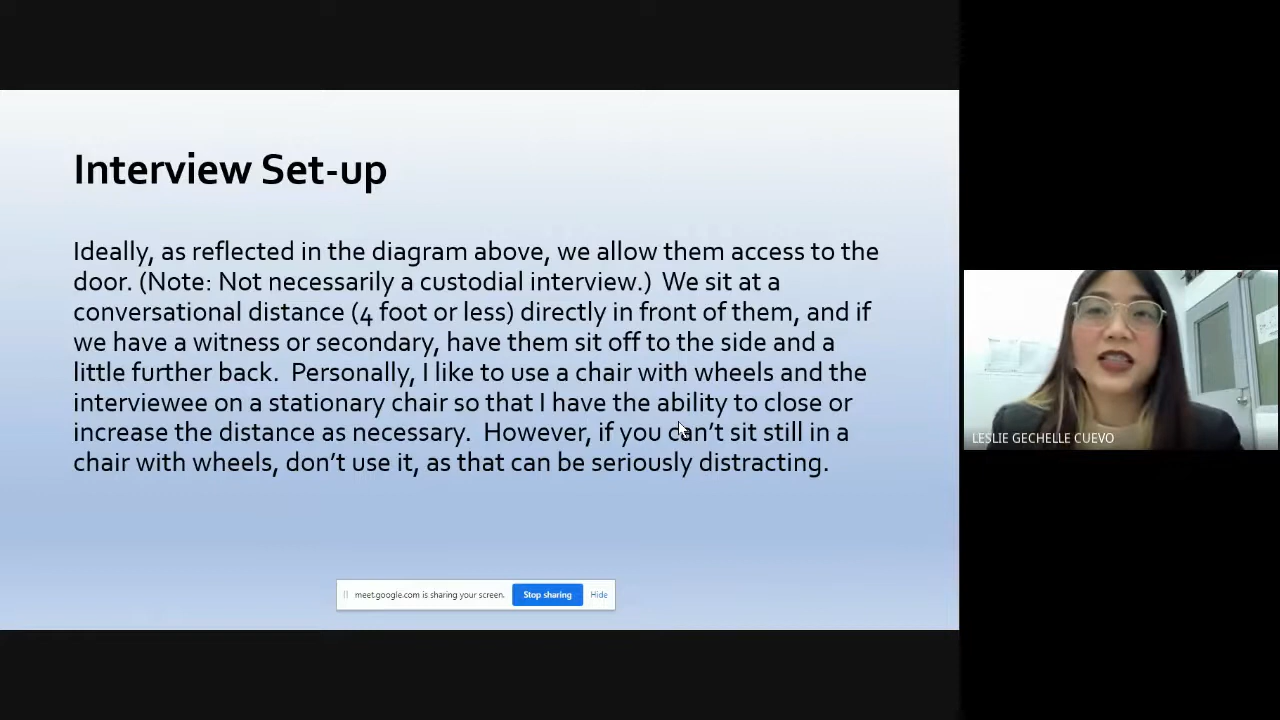 Interview Set-up
Ideally, as reflected in the diagram above, we allow them access to the
door. (Note: Not necessarily a custodial interview.)  We sit at a
conversational distance (4 foot or less) directly in front of them, and if
we have a witness or secondary, have them sit off to the side and a
little further back.  Personally, I like to use a chair with wheels and the
interviewee on a stationary chair so that I have the ability to close or
increase the distance as necessary.  However, if you can’t sit still in a
chair with wheels, don’t use it, as that can be seriously distracting.
meet.google.com is sharing your screen.
Stop sharing
Hide
LESLIE GECHELLE CUEVO